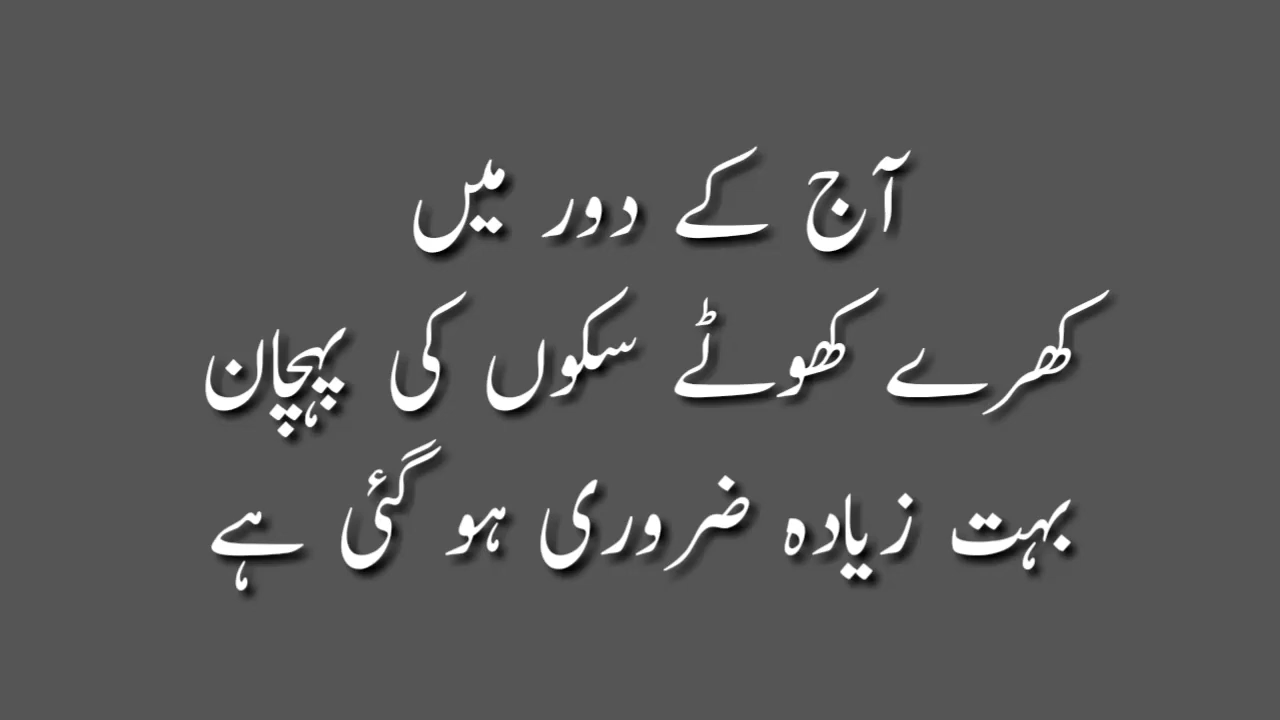 آج کے دور میں
کھرے کھوٹے سکوں کی پہچان
بہت زیادہ ضروری ہو گئی ہے